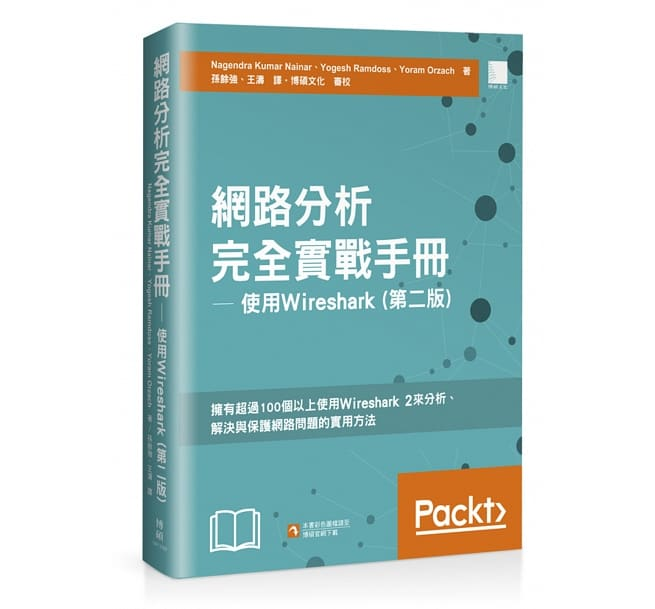 Nagendra Kumar Nainar、Yogesh Ramdoss、Yoram Orzach 著
孫餘強、王濤 譯・博碩文化 審校
博碩文化
網路分析
完全實戰手冊
— 使用Wireshark (第二版)
擁有超過100個以上使用Wireshark 2來分析、
解決與保護網路問題的實用方法
本書彩色圖檔請至
博碩官網下載
Packt>
網路分析完全實戰手冊 — 使用Wireshark (第二版)
Nagendra Kumar Nainar、Yogesh Ramdoss、Yoram Orzach 著/孫餘強、王濤 譯
博碩